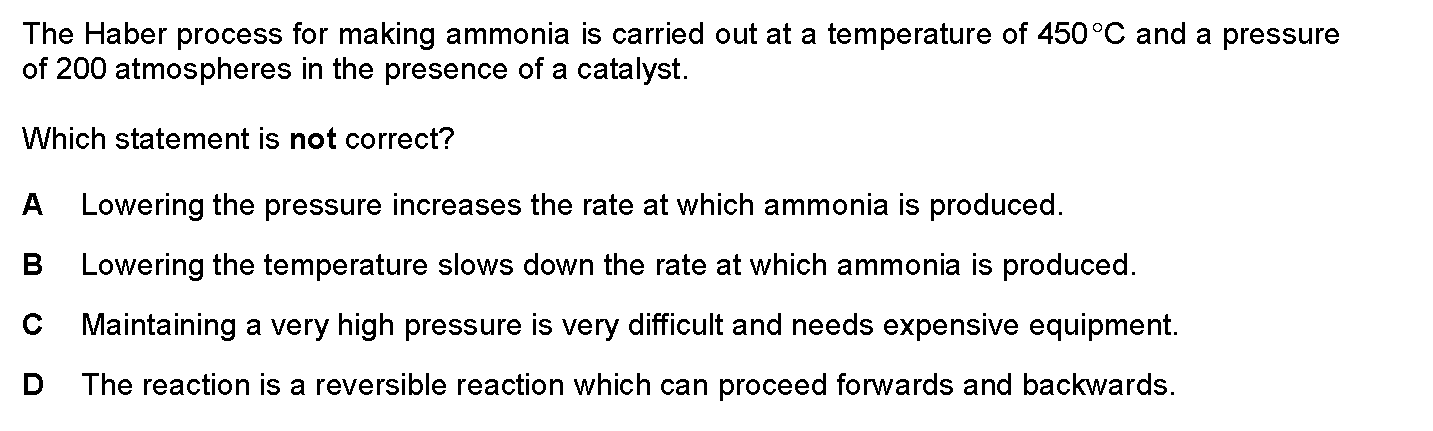 The Haber process for making ammonia is carried out at a temperature of 450 °C and a pressure
of 200 atmospheres in the presence of a catalyst.
Which statement is not correct?
A Lowering the pressure increases the rate at which ammonia is produced.
B Lowering the temperature slows down the rate at which ammonia is produced.
C Maintaining a very high pressure is very difficult and needs expensive equipment.
D The reaction is a reversible reaction which can proceed forwards and backwards.